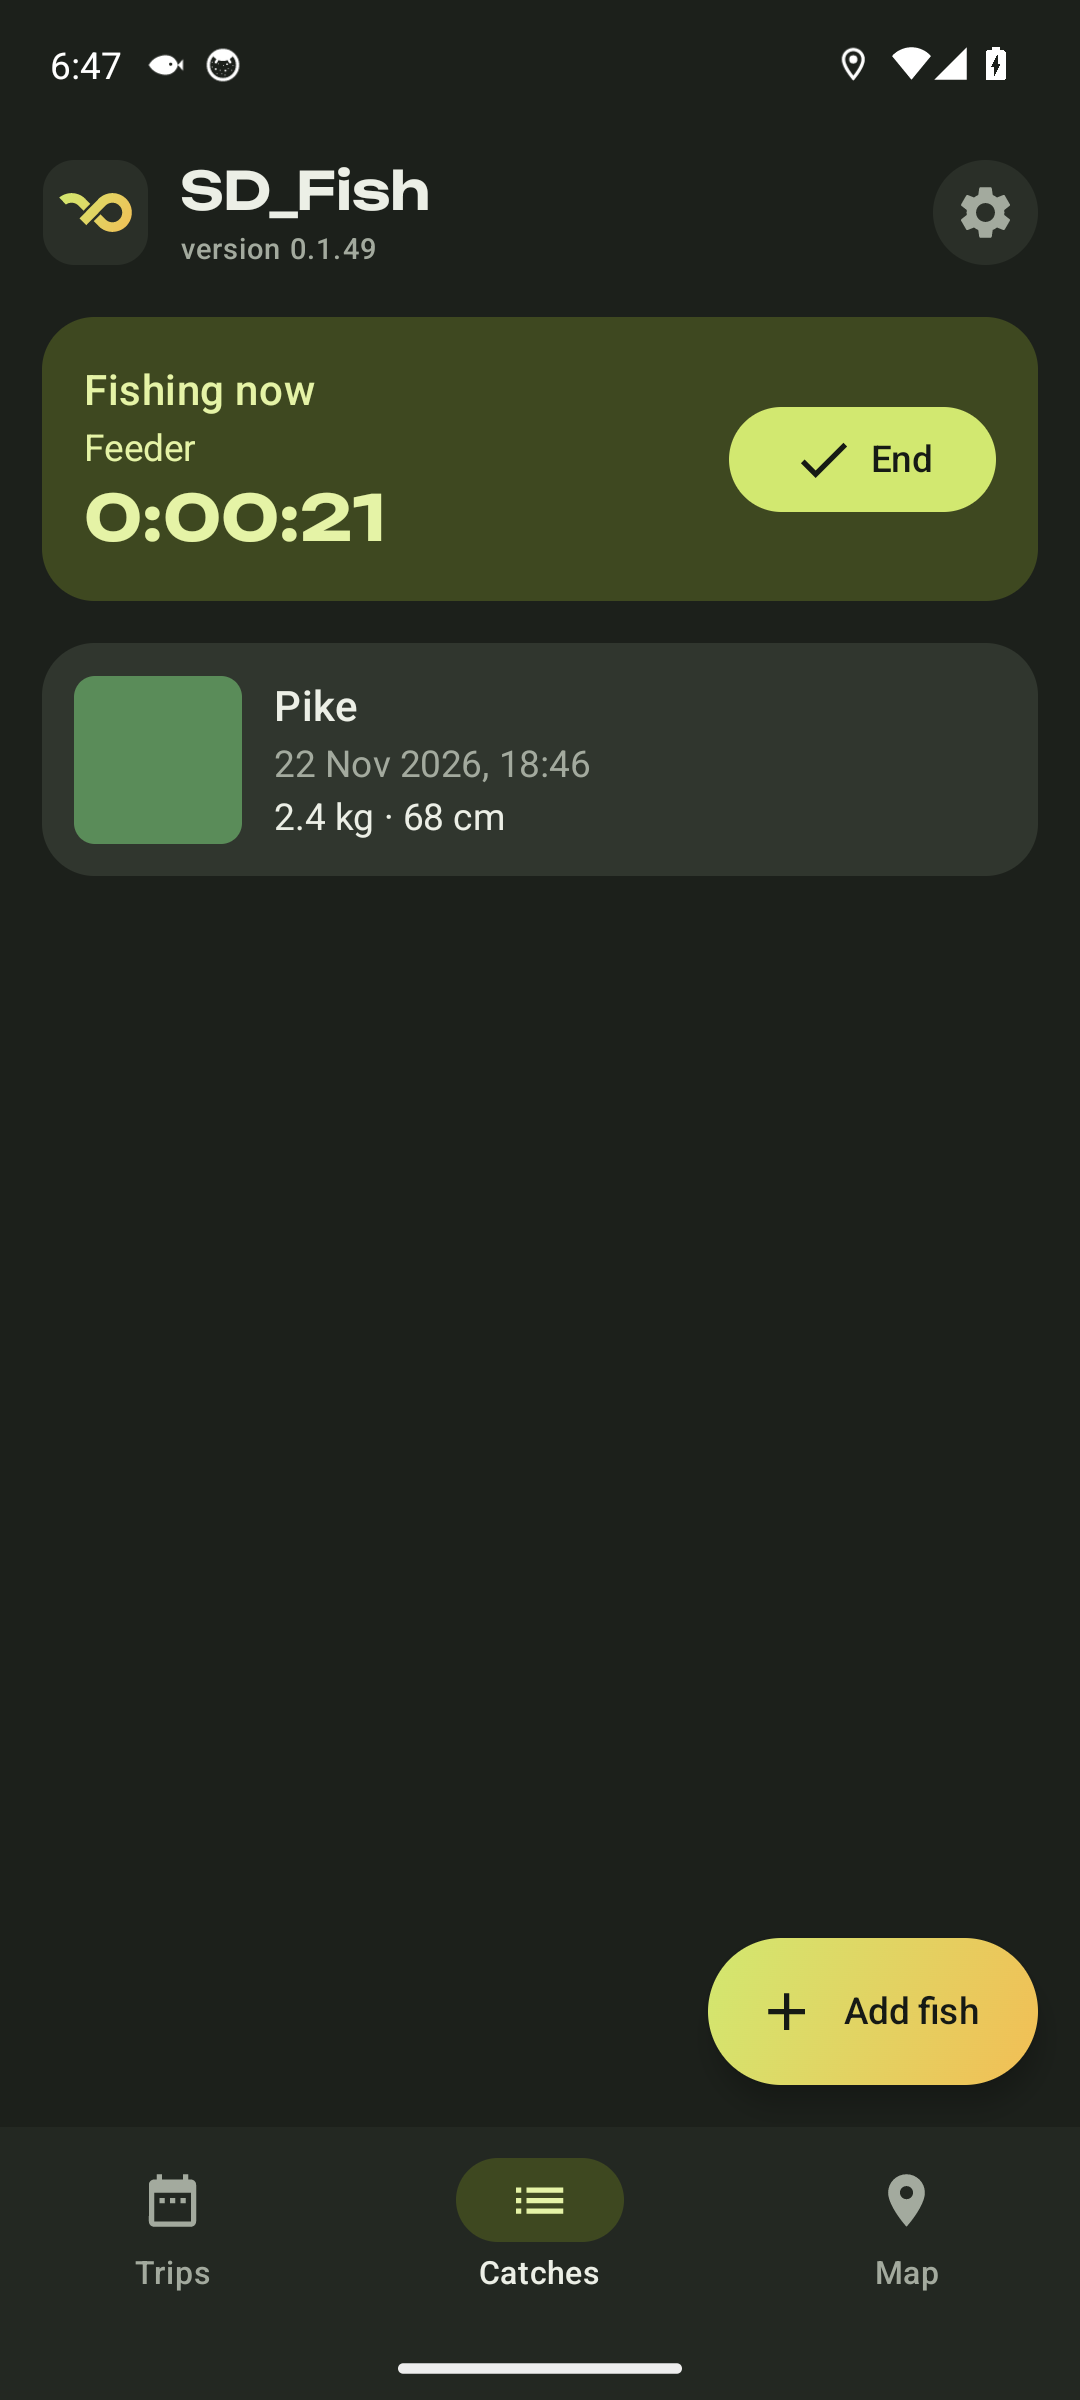 6:47
SD_Fish
version 0.1.49
Fishing now
Feeder
0:00:21
End
Pike
22 Nov 2026, 18:46
2.4 kg · 68 cm
Add fish
Trips
Catches
Map